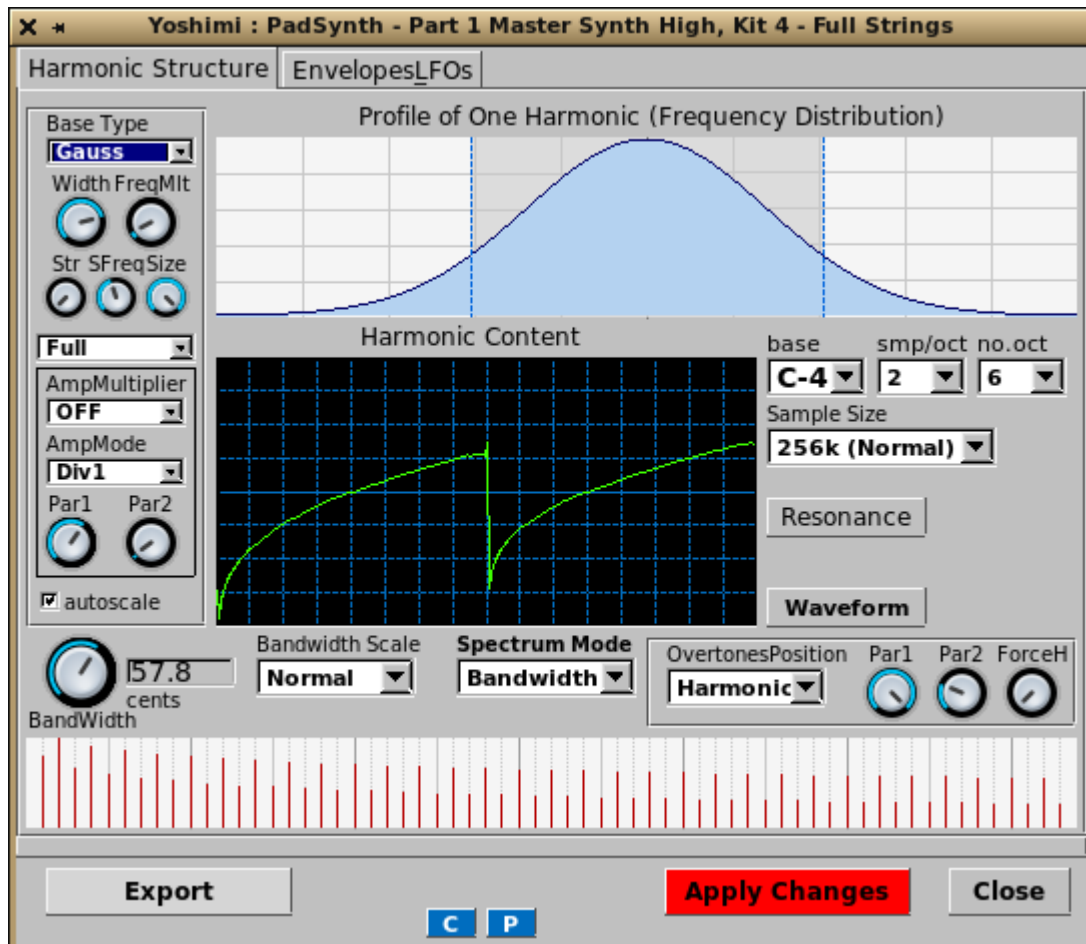 Yoshimi : PadSynth - Part 1 Master Synth High, Kit 4 - Full Strings
Harmonic Structure EnvelopesLFOs
Base Type
Gauss
Width FreqMlt
Str SFreq Size
Full
AmpMultiplier
OFF
AmpMode
Div1
Par1 Par2
autoscale
Profile of One Harmonic (Frequency Distribution)
Harmonic Content
base smp/oct no.oct
C-4 2 6
Sample Size
256k (Normal)
Resonance
Waveform
57.8
cents
BandWidth
Bandwidth Scale
Normal
Spectrum Mode
Bandwidth
OvertonesPosition Par1 Par2 ForceH
Harmonic
Export Apply Changes Close
C P